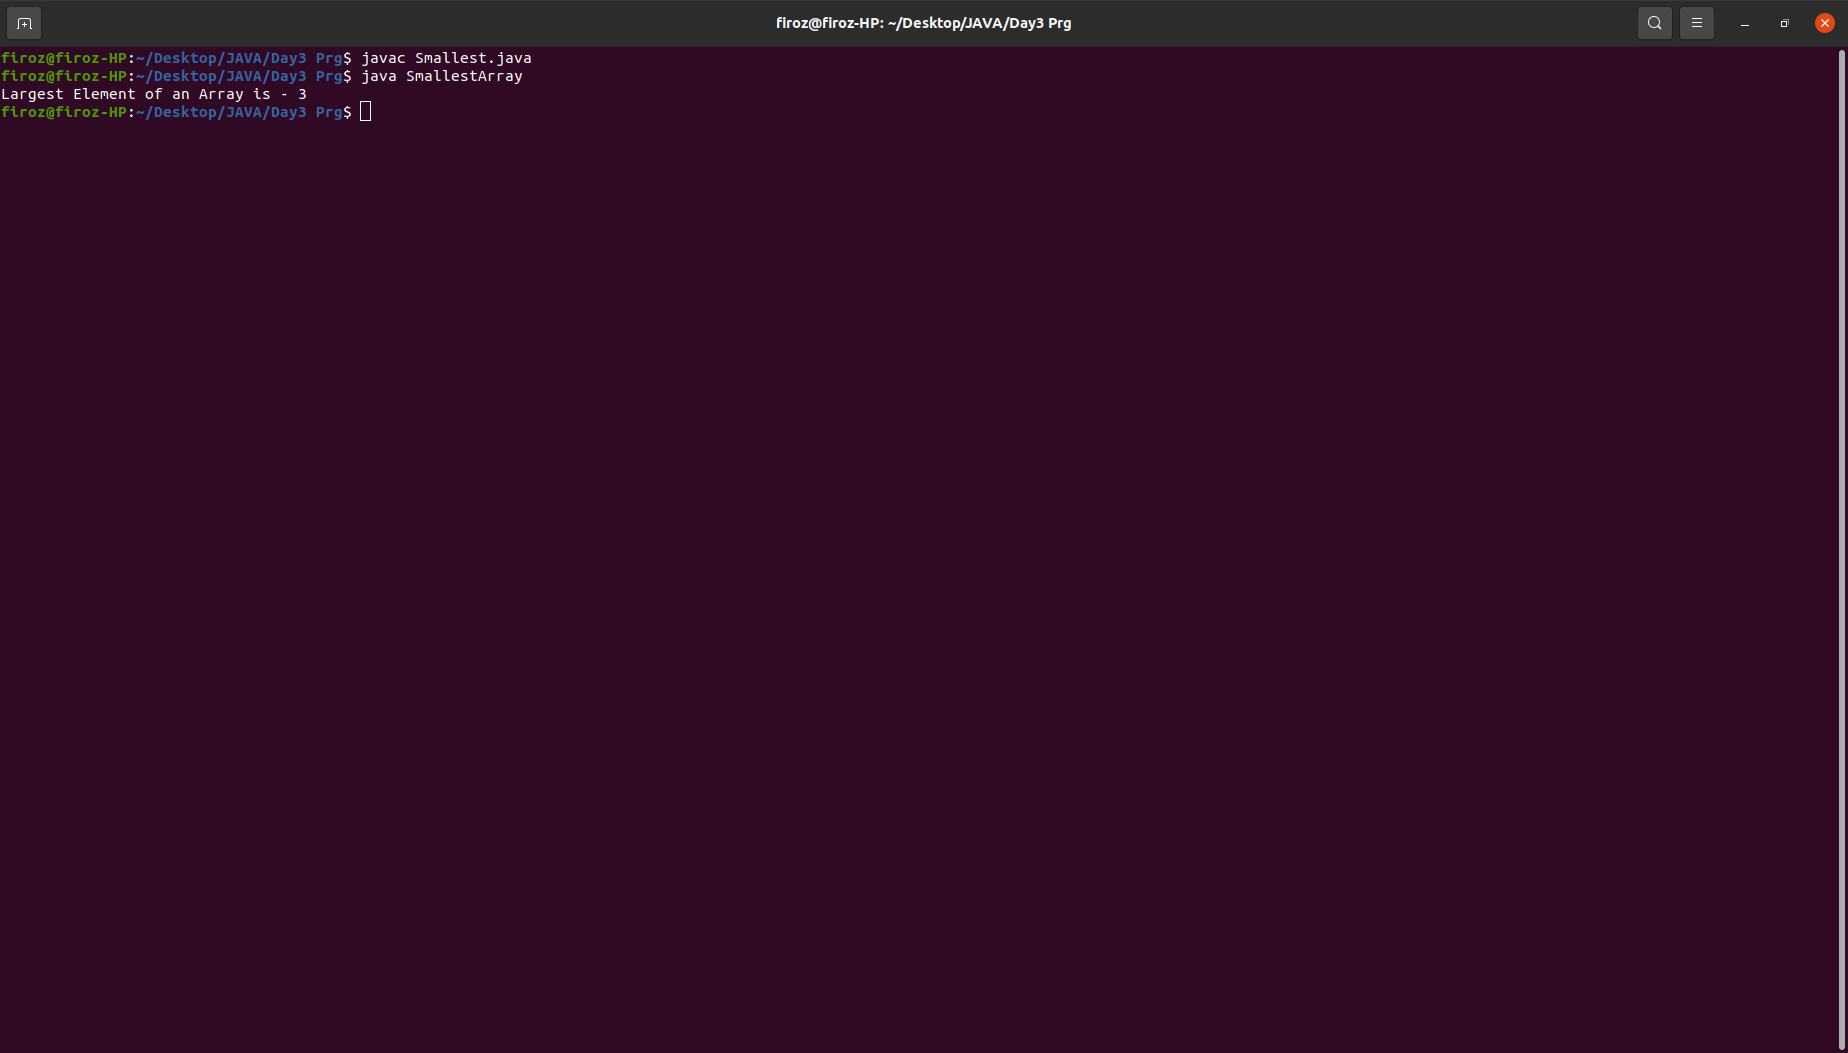 firoz@firoz-HP: ~/Desktop/JAVA/Day3 Prg
firoz@firoz-HP:~/Desktop/JAVA/Day3 Prg$ javac Smallest.java
firoz@firoz-HP:~/Desktop/JAVA/Day3 Prg$ java SmallestArray
Largest Element of an Array is - 3
firoz@firoz-HP:~/Desktop/JAVA/Day3 Prg$